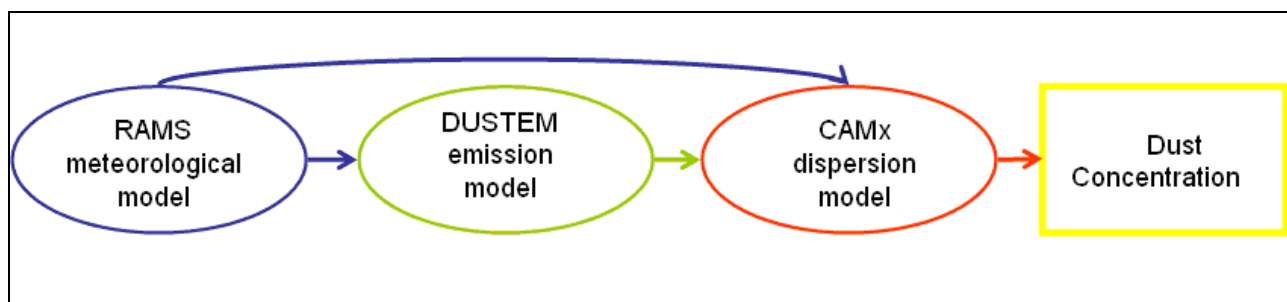 RAMS
meteorological
model
DUSTEM
emission
model
CAMx
dispersion
model
Dust
Concentration